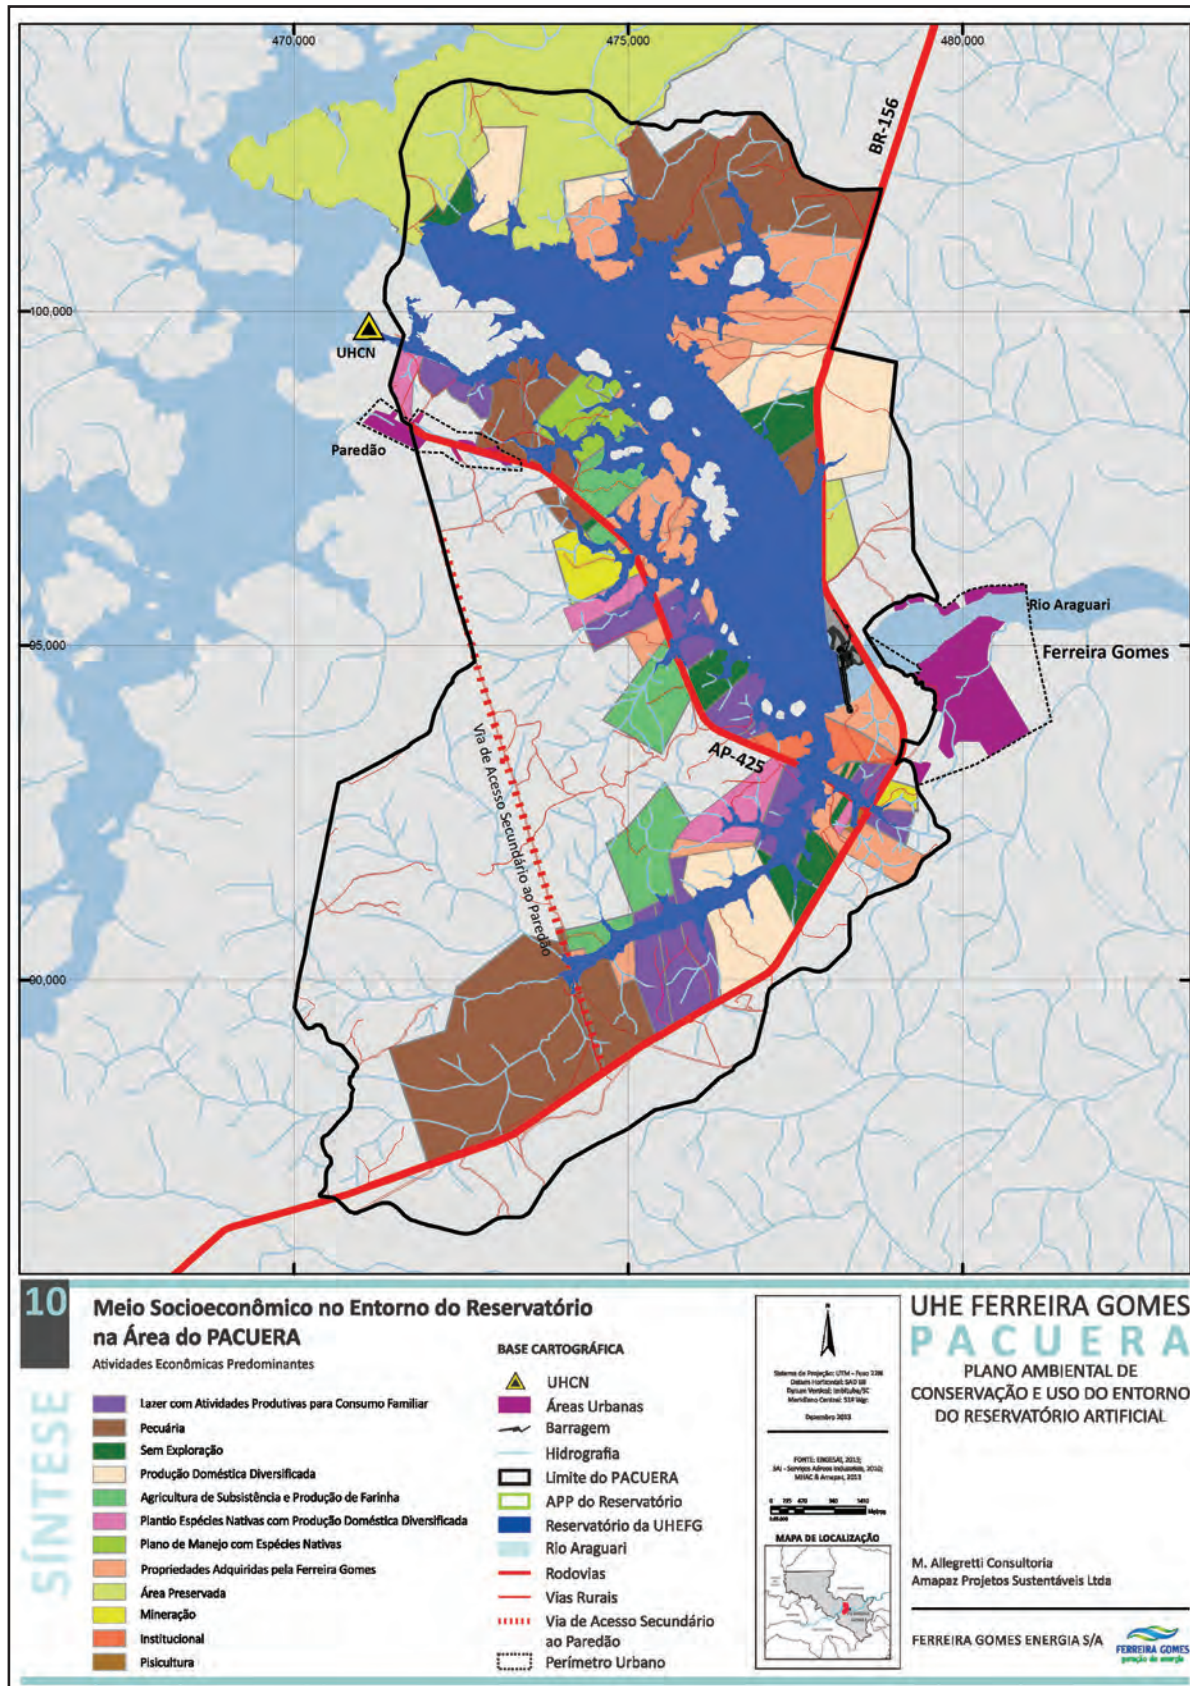 470,000
475,000
480,000
BR-156
100,000
UHCN
Paredão
Rio Araguari
95,000
Ferreira Gomes
AP-425
Via de Acesso Secundário ao Paredão
90,000
10
SÍNTESE
Meio Socioeconômico no Entorno do Reservatório
na Área do PACUERA
Atividades Econômicas Predominantes
Lazer com Atividades Produtivas para Consumo Familiar
Pecuária
Sem Exploração
Produção Doméstica Diversificada
Agricultura de Subsistência e Produção de Farinha
Plantio Espécies Nativas com Produção Doméstica Diversificada
Plano de Manejo com Espécies Nativas
Propriedades Adquiridas pela Ferreira Gomes
Área Preservada
Mineração
Institucional
Pisicultura
BASE CARTOGRÁFICA
UHCN
Áreas Urbanas
Barragem
Hidrografia
Limite do PACUERA
APP do Reservatório
Reservatório da UHEFG
Rio Araguari
Rodovias
Vias Rurais
Via de Acesso Secundário
ao Paredão
Perímetro Urbano
Dezembro 2013
Metros
MAPA DE LOCALIZAÇÃO
UHE FERREIRA GOMES
PACUERA
PLANO AMBIENTAL DE
CONSERVAÇÃO E USO DO ENTORNO
DO RESERVATÓRIO ARTIFICIAL
M. Allegretti Consultoria
Amapaz Projetos Sustentáveis Ltda
FERREIRA GOMES ENERGIA S/A
FERREIRA GOMES
geração de energia